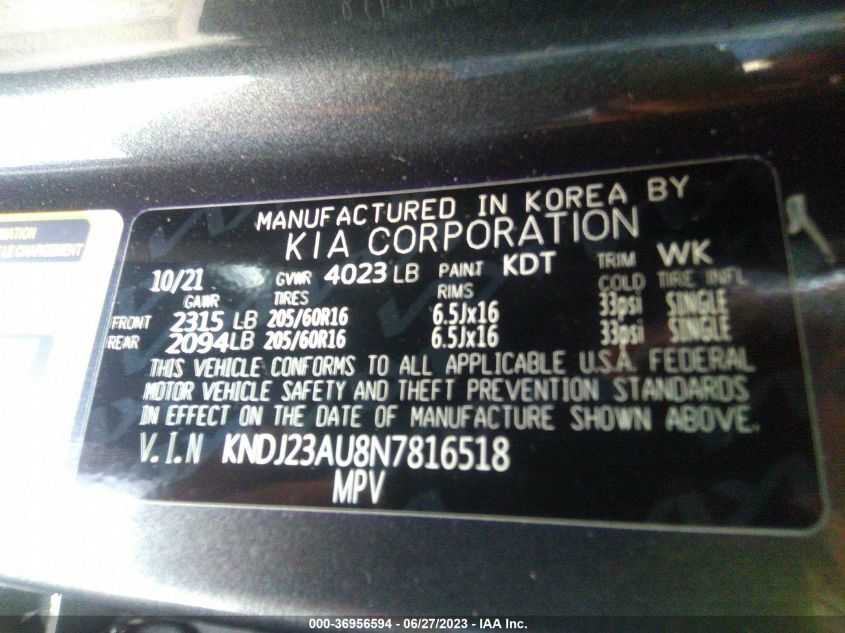 MANUFACTURED IN KOREA BY
KIA CORPORATION
10/21 GVWR 4023 LB PAINT KDT TRIM WK
GAWR TIRES RIMS COLD TIRE INFL
FRONT 2315 LB 205/60R16 6.5Jx16 33psi SINGLE
REAR 2094 LB 205/60R16 6.5Jx16 33psi SINGLE
THIS VEHICLE CONFORMS TO ALL APPLICABLE U.S.A. FEDERAL
MOTOR VEHICLE SAFETY AND THEFT PREVENTION STANDARDS
IN EFFECT ON THE DATE OF MANUFACTURE SHOWN ABOVE.
V.I.N KNDJ23AU8N7816518
MPV
000-36956594 - 06/27/2023 - IAA Inc.